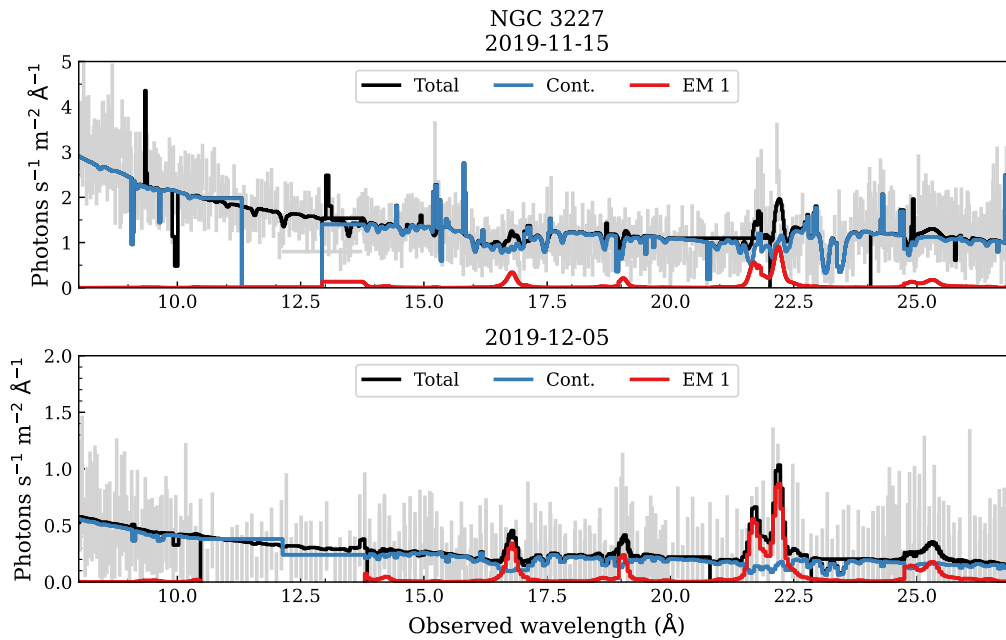 NGC 3227
2019-11-15
Photons s⁻¹ m⁻² Å⁻¹
5
4
3
2
1
0
Total Cont. EM 1
10.0 12.5 15.0 17.5 20.0 22.5 25.0
2019-12-05
Photons s⁻¹ m⁻² Å⁻¹
2.0
1.5
1.0
0.5
0.0
Total Cont. EM 1
10.0 12.5 15.0 17.5 20.0 22.5 25.0
Observed wavelength (Å)